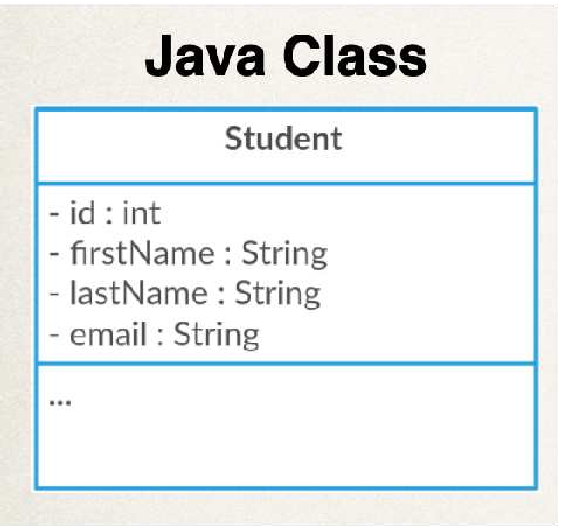 Java Class
Student
- id : int
- firstName : String
- lastName : String
- email : String
...